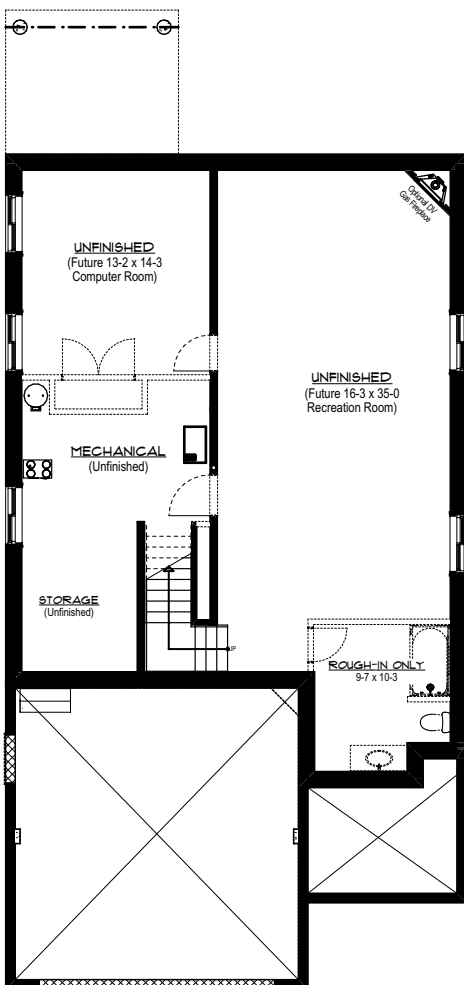 Optional DV
Gas Fireplace
UNFINISHED
(Future 13-2 x 14-3
Computer Room)
UNFINISHED
(Future 16-3 x 35-0
Recreation Room)
MECHANICAL
(Unfinished)
STORAGE
(Unfinished)
UP
ROUGH-IN ONLY
9-7 x 10-3